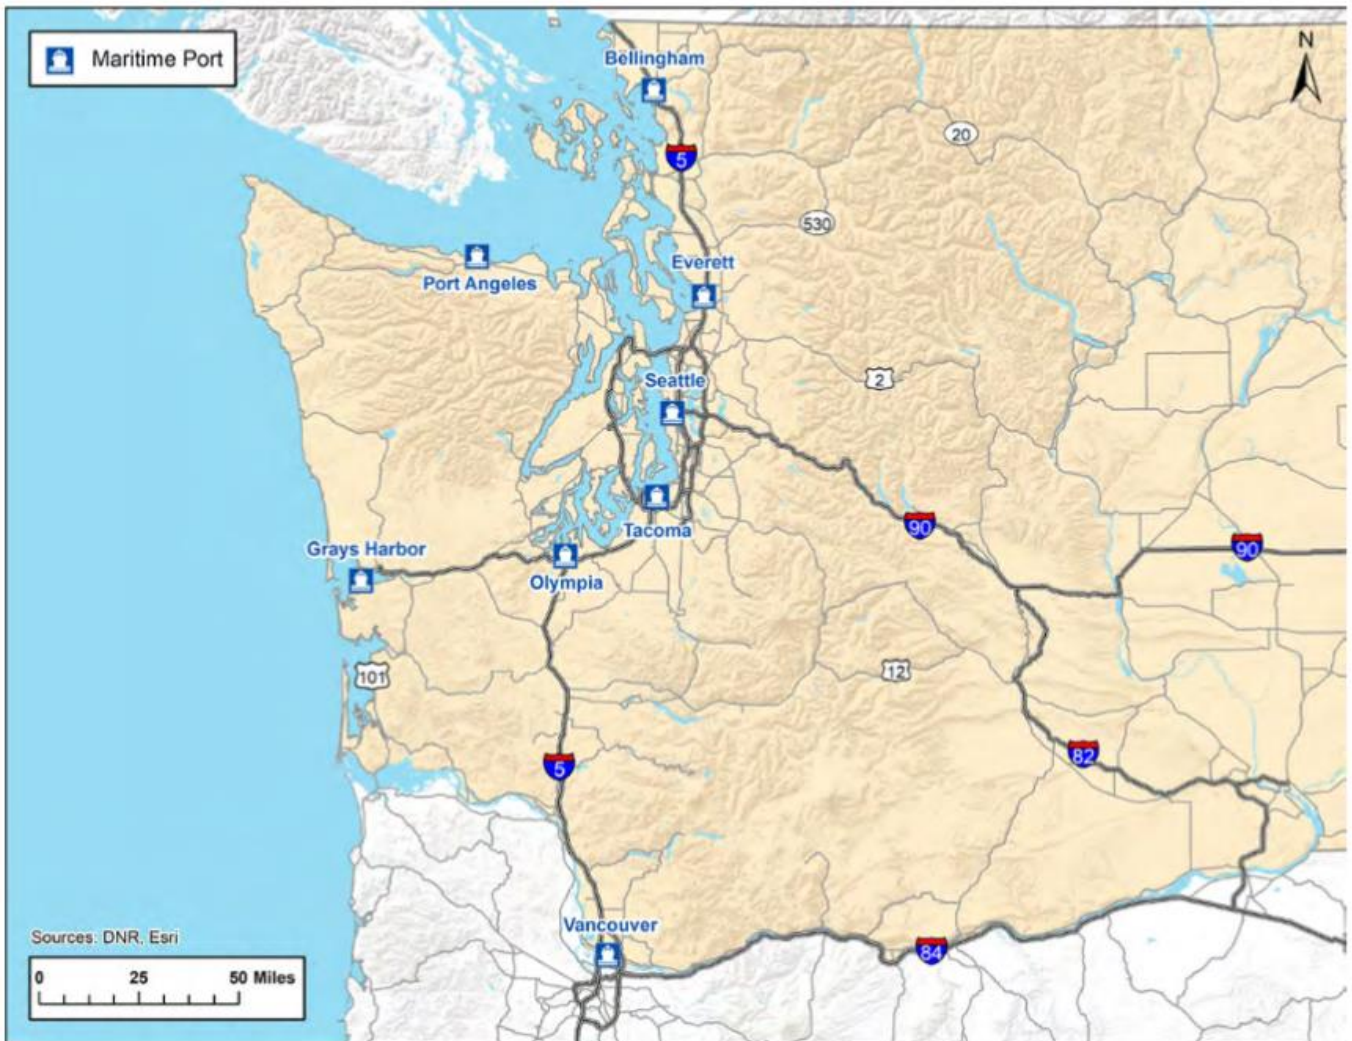 Maritime Port
N
Bellingham
20
5
530
Everett
Port Angeles
2
Seattle
90
Tacoma
90
Grays Harbor
Olympia
101
12
82
5
Vancouver
84
Sources: DNR, Esri
0 25 50 Miles